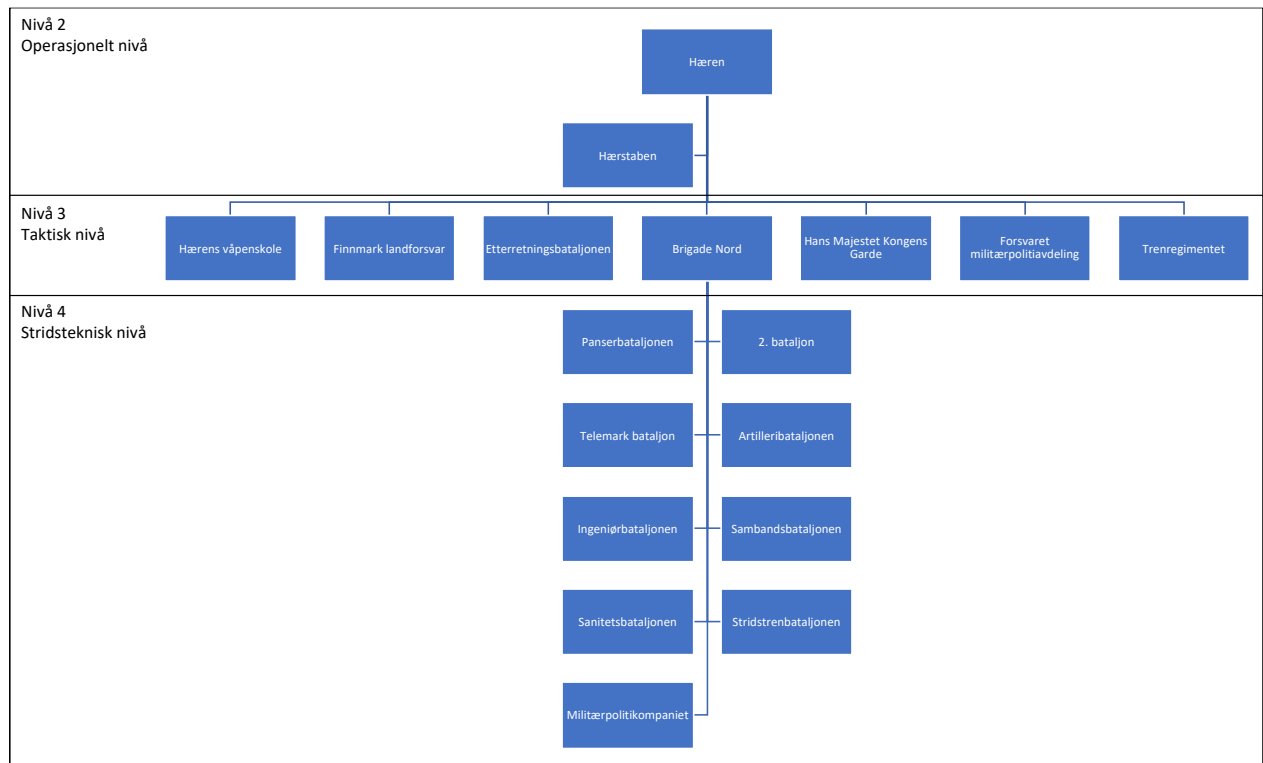 Nivå 2
Operasjonelt nivå
Hæren
Hærstaben
Nivå 3
Taktisk nivå
Hærens våpenskole
Finnmark landforsvar
Etterretningsbataljonen
Brigade Nord
Hans Majestet Kongens
Garde
Forsvaret
militærpolitiavdeling
Trenregimentet
Nivå 4
Stridsteknisk nivå
Panserbataljonen
2. bataljon
Telemark bataljon
Artilleribataljonen
Ingeniørbataljonen
Sambandsbataljonen
Sanitetsbataljonen
Stridstrenbataljonen
Militærpolitikompaniet